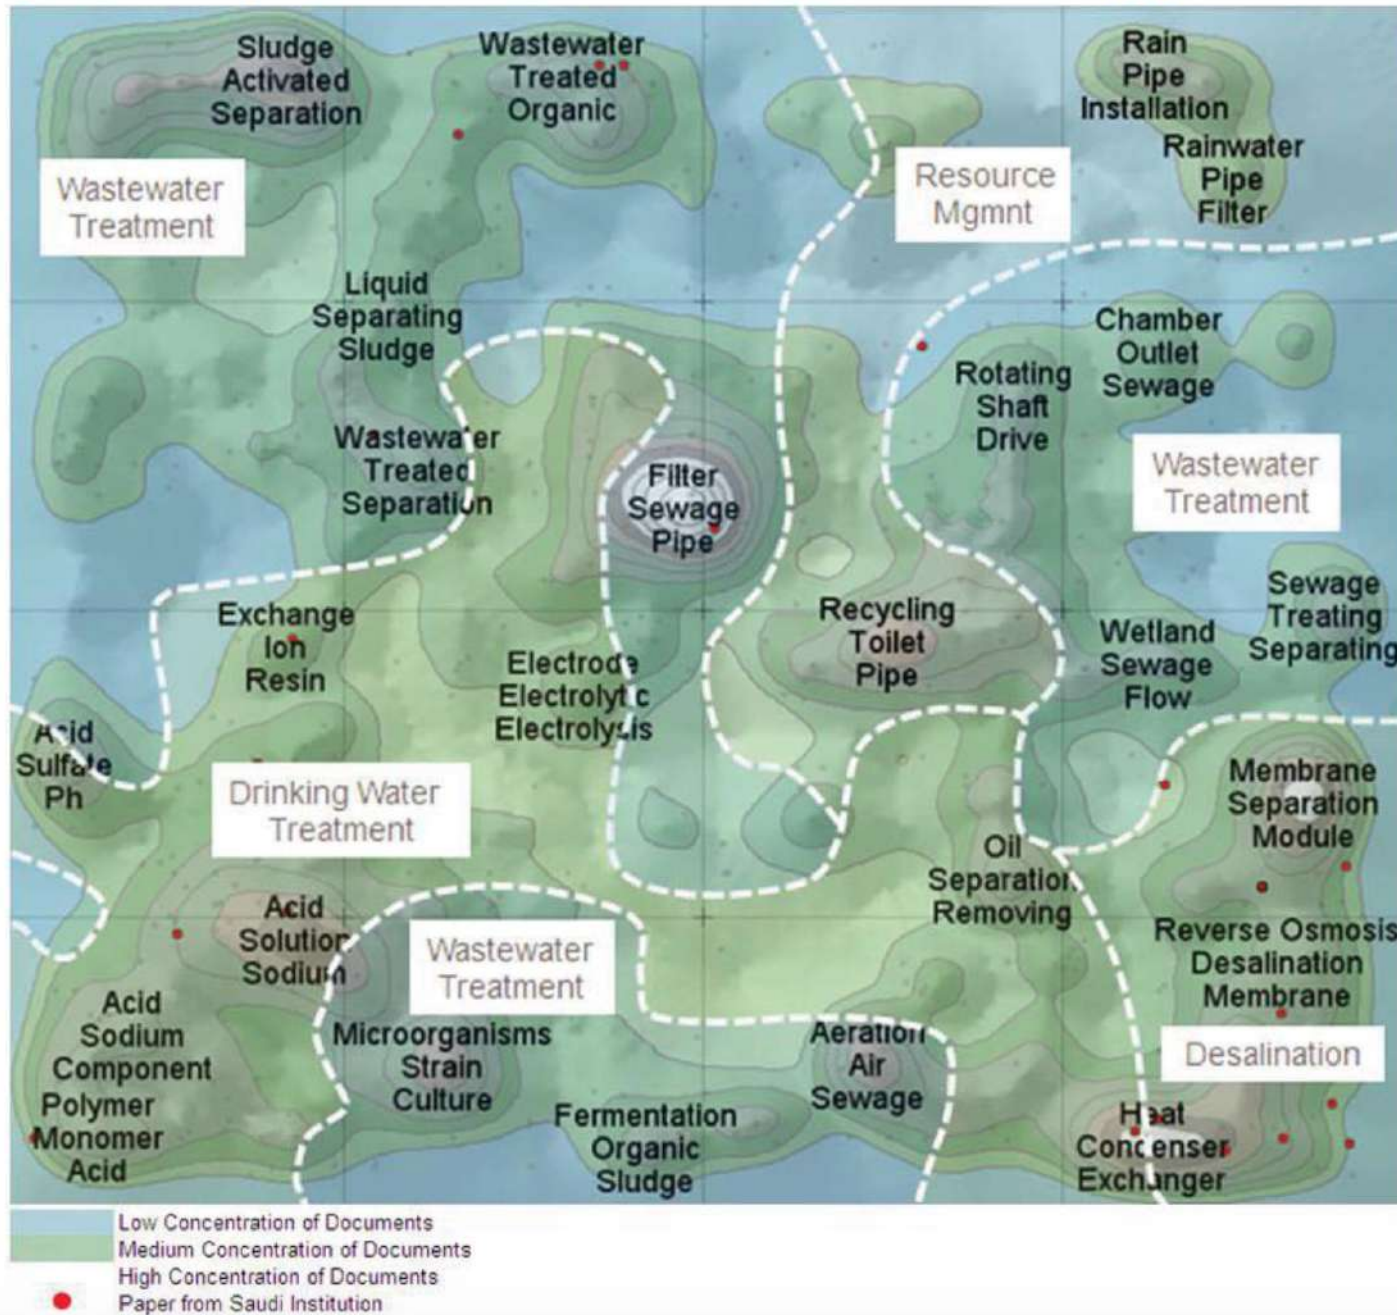 Sludge
Activated
Separation
Wastewater
Treated
Organic
Rain
Pipe
Installation
Rainwater
Pipe
Filter
Wastewater
Treatment
Resource
Mgmnt
Liquid
Separating
Sludge
Chamber
Outlet
Sewage
Rotating
Shaft
Drive
Wastewater
Treated
Separation
Filter
Sewage
Pipe
Wastewater
Treatment
Exchange
Ion
Resin
Electrode
Electrolytic
Electrolysis
Recycling
Toilet
Pipe
Wetland
Sewage
Flow
Sewage
Treating
Separating
Acid
Sulfate
Ph
Drinking Water
Treatment
Membrane
Separation
Module
Oil
Separation
Removing
Acid
Solution
Sodium
Wastewater
Treatment
Reverse Osmosis
Desalination
Membrane
Acid
Sodium
Component
Polymer
Monomer
Acid
Microorganisms
Strain
Culture
Aeration
Air
Sewage
Desalination
Fermentation
Organic
Sludge
Heat
Condenser
Exchanger
Low Concentration of Documents
Medium Concentration of Documents
High Concentration of Documents
Paper from Saudi Institution